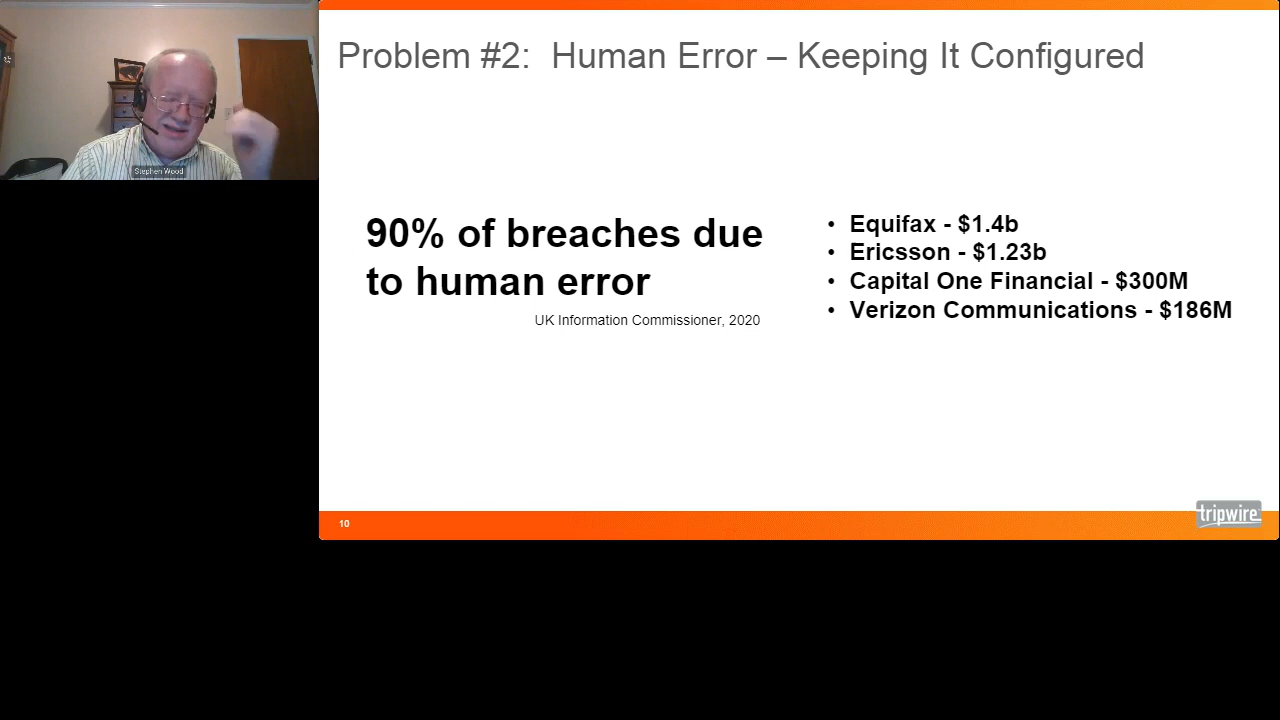 Stephen Wood
Problem #2: Human Error – Keeping It Configured
90% of breaches due
to human error
UK Information Commissioner, 2020
• Equifax - $1.4b
• Ericsson - $1.23b
• Capital One Financial - $300M
• Verizon Communications - $186M
10
tripwire